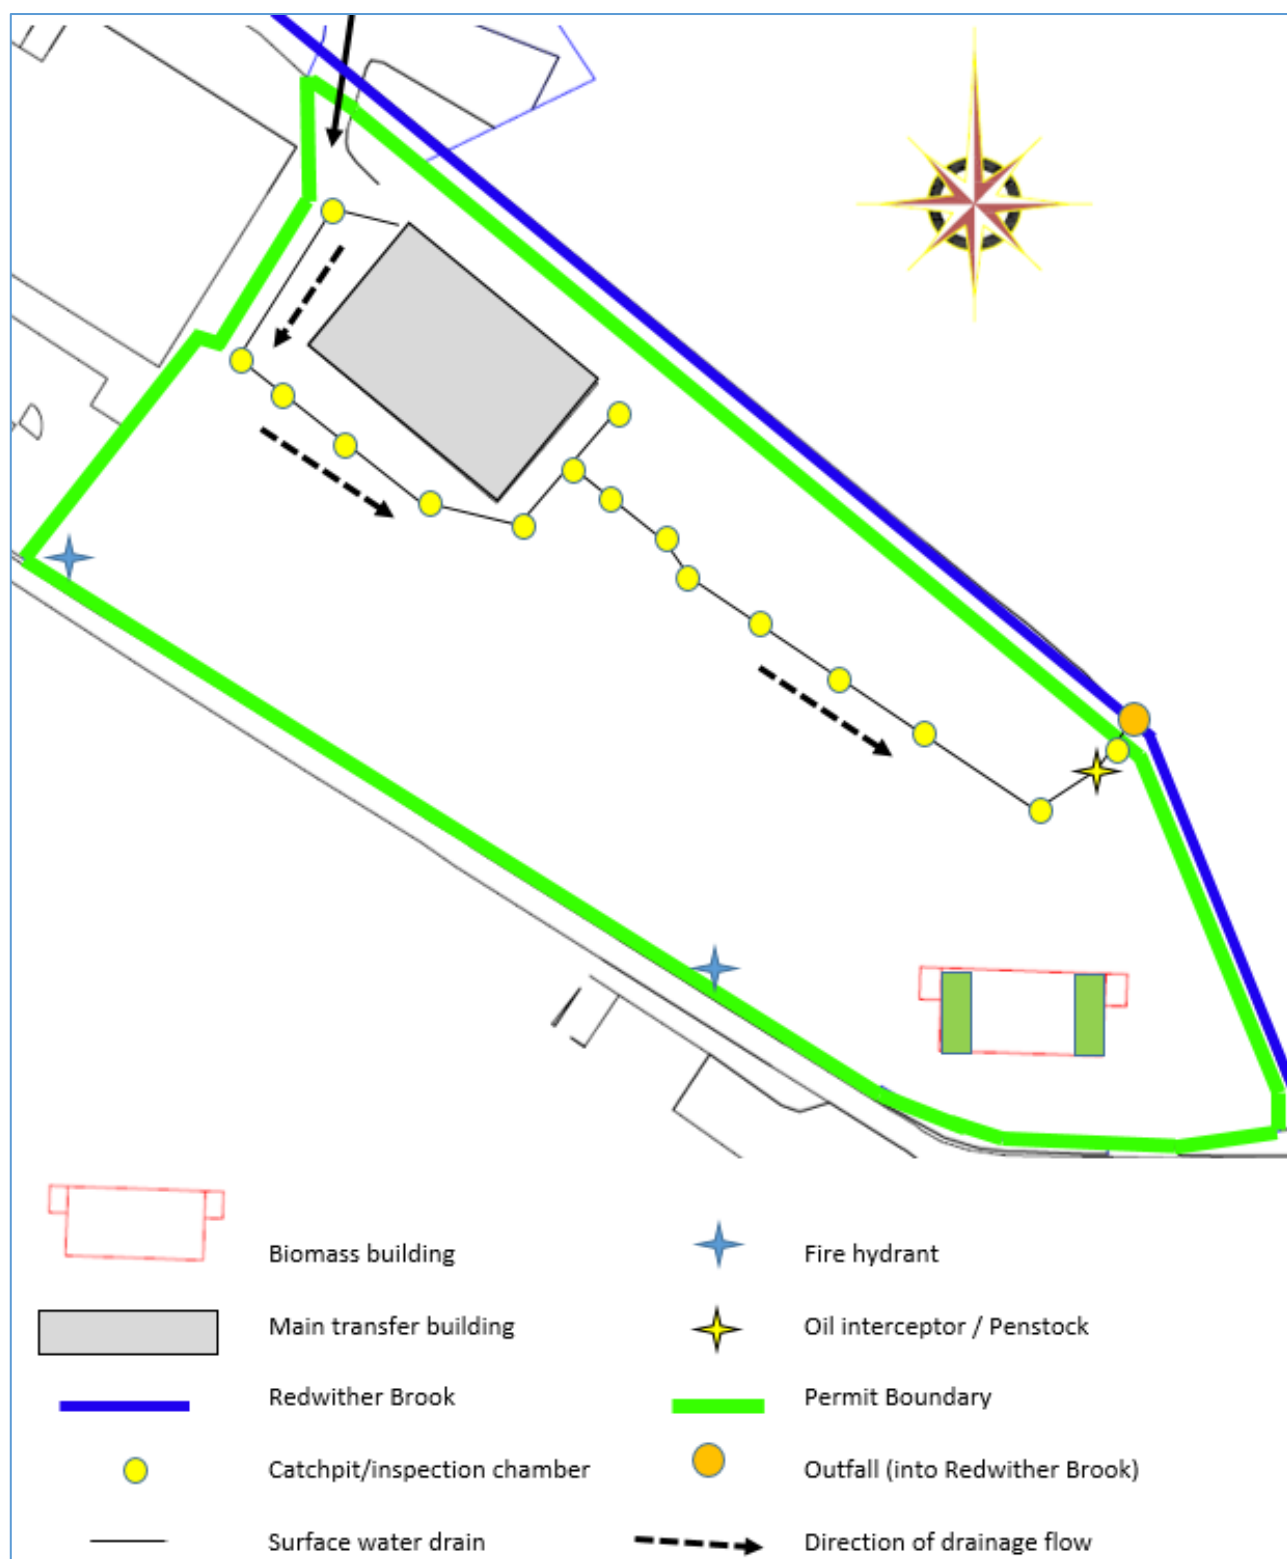 Biomass building
Fire hydrant
Main transfer building
Oil interceptor / Penstock
Redwither Brook
Permit Boundary
Catchpit/inspection chamber
Outfall (into Redwither Brook)
Surface water drain
Direction of drainage flow